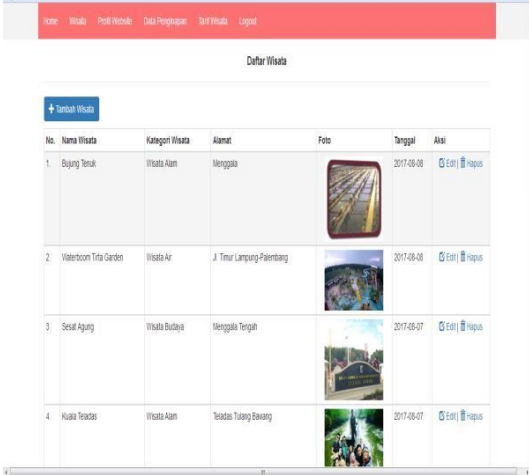 Home Wisata Profil Website Data Penginapan Tarif Wisata Logout
Daftar Wisata
Tambah Wisata
No. Nama Wisata Kategori Wisata Alamat Foto Tanggal Aksi
1. Bujung Tenuk Wisata Alam Menggala 2017-08-08 Edit | Hapus
2. Waterboom Tirta Garden Wisata Air Jl. Timur Lampung-Palembang 2017-08-08 Edit | Hapus
3. Sesat Agung Wisata Budaya Menggala Tengah 2017-08-07 Edit | Hapus
4. Kuala Teladas Wisata Alam Teladas Tulang Bawang 2017-08-07 Edit | Hapus